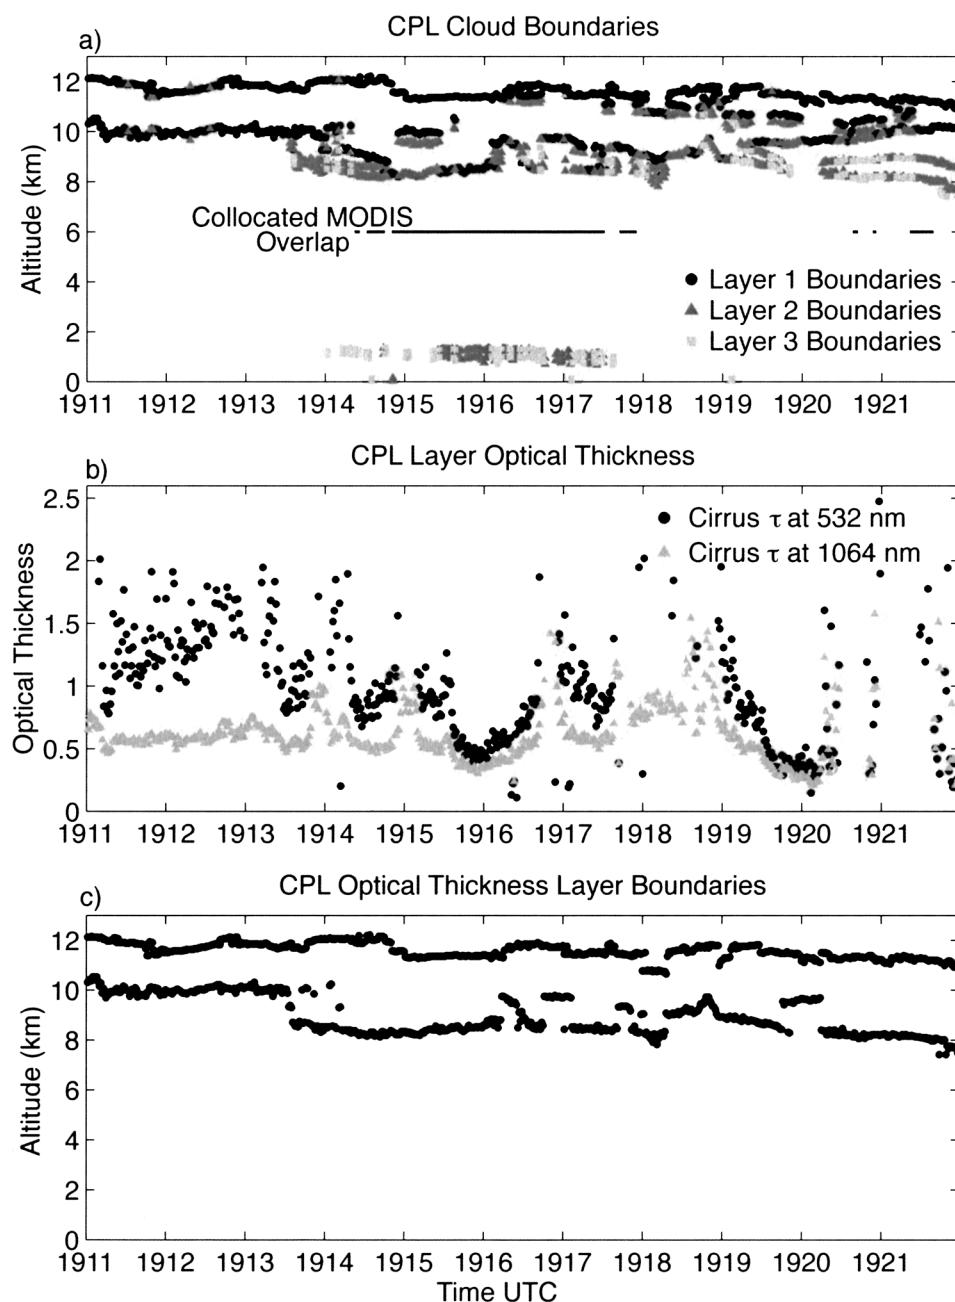 CPL Cloud Boundaries
a)
12
10
8
6
4
2
0
Altitude (km)
Collocated MODIS
Overlap
Layer 1 Boundaries
Layer 2 Boundaries
Layer 3 Boundaries
1911 1912 1913 1914 1915 1916 1917 1918 1919 1920 1921
CPL Layer Optical Thickness
b)
2.5
2
1.5
1
0.5
0
Optical Thickness
Cirrus τ at 532 nm
Cirrus τ at 1064 nm
1911 1912 1913 1914 1915 1916 1917 1918 1919 1920 1921
CPL Optical Thickness Layer Boundaries
c)
12
10
8
6
4
2
0
Altitude (km)
1911 1912 1913 1914 1915 1916 1917 1918 1919 1920 1921
Time UTC